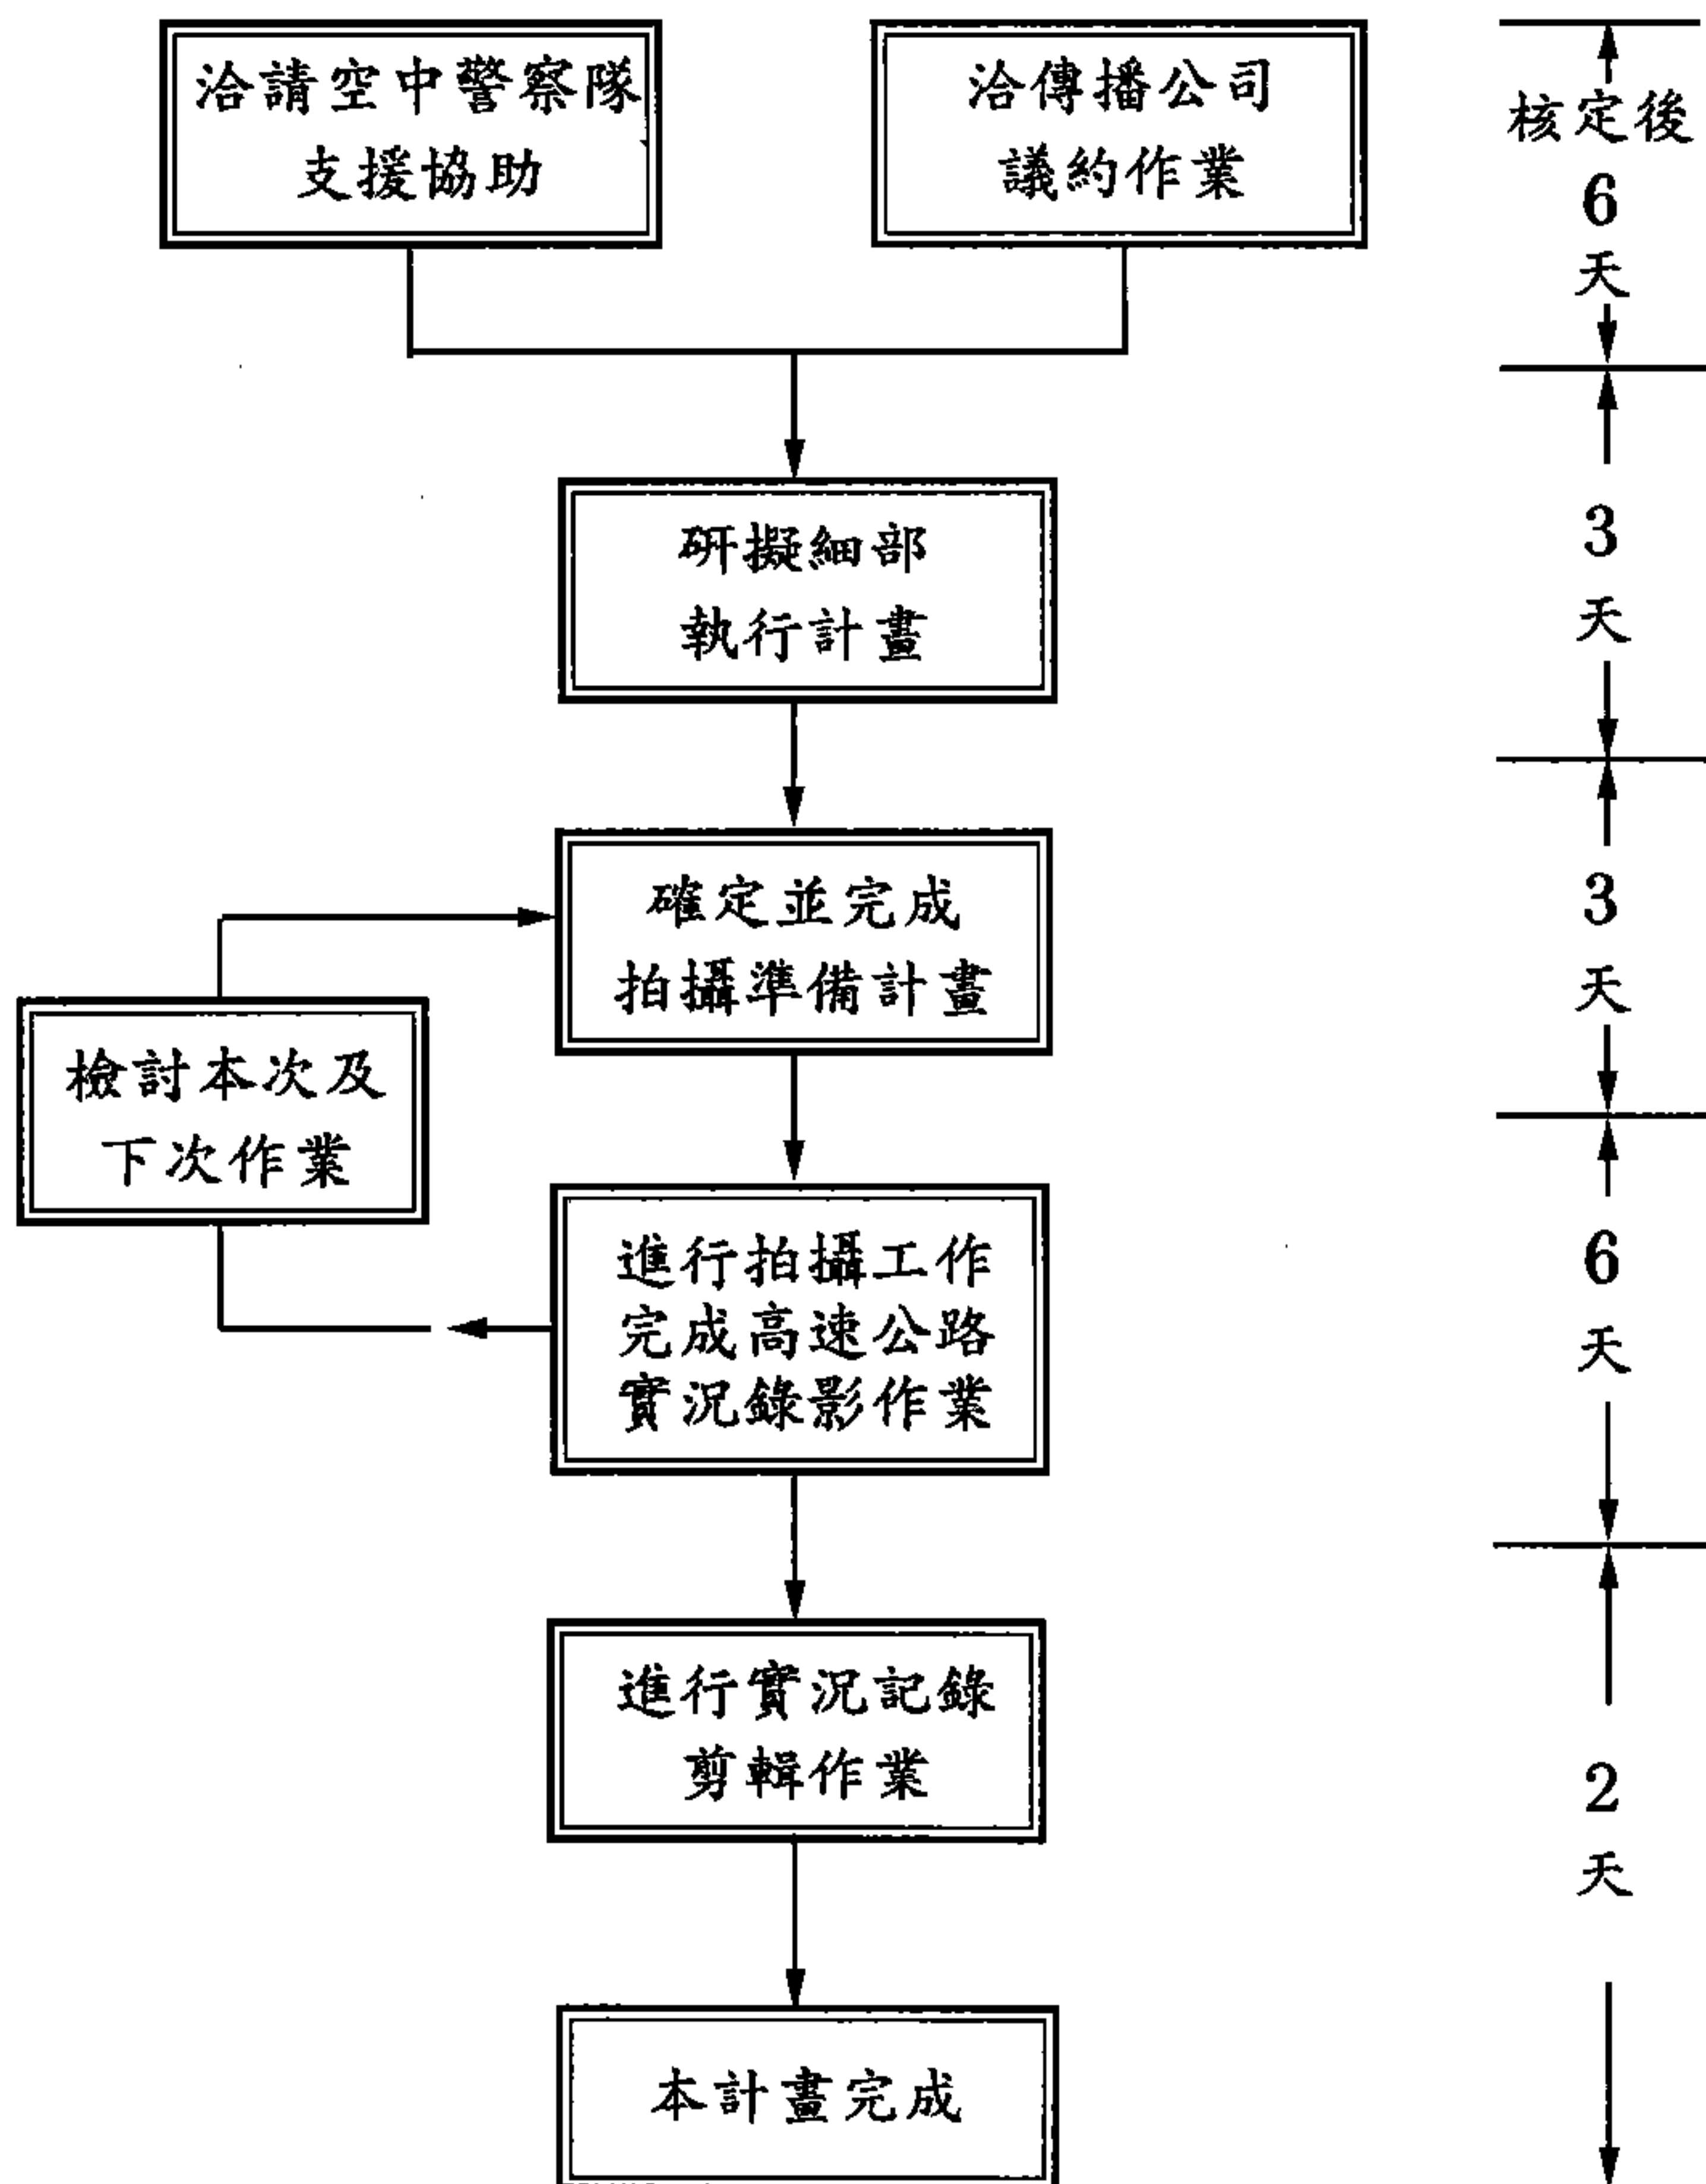 洽請空中警察隊
支援協助
洽傳播公司
議約作業
核定後
6
天
研擬細部
執行計畫
3
天
確定並完成
拍攝準備計畫
3
天
檢討本次及
下次作業
進行拍攝工作
完成高速公路
實況錄影作業
6
天
進行實況記錄
剪輯作業
2
天
本計畫完成